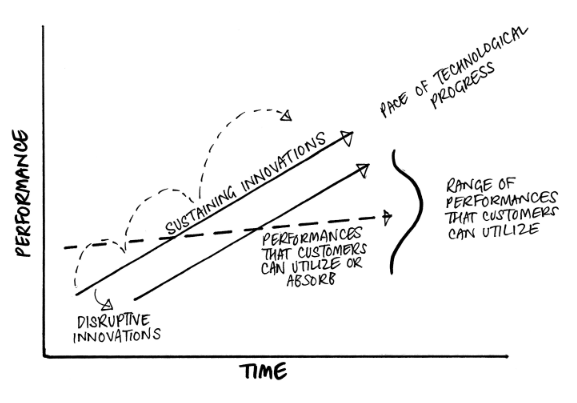 PACE OF TECHNOLOGICAL
PROGRESS
PERFORMANCE
SUSTAINING INNOVATIONS
RANGE OF
PERFORMANCES
THAT CUSTOMERS
CAN UTILIZE
PERFORMANCES
THAT CUSTOMERS
CAN UTILIZE OR
ABSORB
DISRUPTIVE
INNOVATIONS
TIME